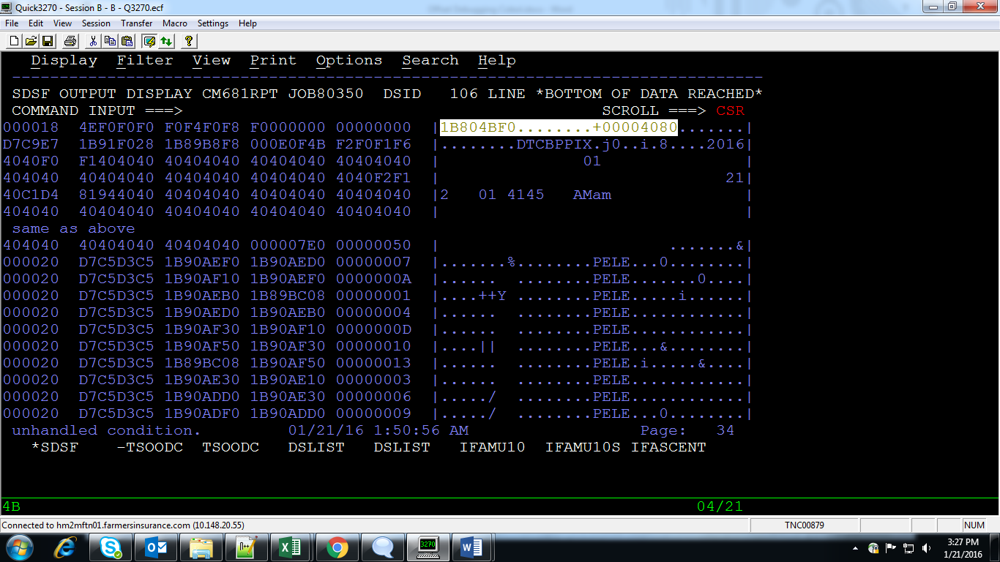 Quick3270 - Session B - B - Q3270.ecf
File Edit View Session Transfer Macro Settings Help
Display Filter View Print Options Search Help
--------------------------------------------------------------------------------
SDSF OUTPUT DISPLAY CM681RPT JOB80350 DSID 106 LINE *BOTTOM OF DATA REACHED*
COMMAND INPUT ===> SCROLL ===> CSR
000018 4EF0F0F0 F0F4F0F8 F0000000 00000000 |1B804BF0........+00004080.......|
D7C9E7 1B91F028 1B89B8F8 000E0F4B F2F0F1F6 |........DTCBPPIX.j0..i.8....2016|
4040F0 F1404040 40404040 40404040 40404040 | 01 |
404040 40404040 40404040 40404040 4040F2F1 | 21|
40C1D4 81944040 40404040 40404040 40404040 |2 01 4145 AMam |
404040 40404040 40404040 40404040 40404040 | |
same as above
404040 40404040 40404040 000007E0 00000050 | .......&|
000020 D7C5D3C5 1B90AEF0 1B90AED0 00000007 |.......%........PELE...0........|
000020 D7C5D3C5 1B90AF10 1B90AEF0 0000000A |...... ........PELE.......0....|
000020 D7C5D3C5 1B90AEB0 1B89BC08 00000001 |....++Y ........PELE.....i......|
000020 D7C5D3C5 1B90AED0 1B90AEB0 00000004 |...... ........PELE............|
000020 D7C5D3C5 1B90AF30 1B90AF10 0000000D |...... ........PELE............|
000020 D7C5D3C5 1B90AF50 1B90AF30 00000010 |....|| ........PELE...&........|
000020 D7C5D3C5 1B89BC08 1B90AF50 00000013 |...... ........PELE.i.....&....|
000020 D7C5D3C5 1B90AE30 1B90AE10 00000003 |...... ........PELE............|
000020 D7C5D3C5 1B90ADD0 1B90AE30 00000006 |...../ ........PELE............|
000020 D7C5D3C5 1B90ADF0 1B90ADD0 00000009 |...../ ........PELE...0........|
unhandled condition. 01/21/16 1:50:56 AM Page: 34
*SDSF -TSOODC TSOODC DSLIST DSLIST IFAMU10 IFAMU10S IFASCENT
4B 04/21
Connected to hm2mftn01.farmersinsurance.com (10.148.20.55) TNC00879 NUM
3270
3:27 PM
1/21/2016